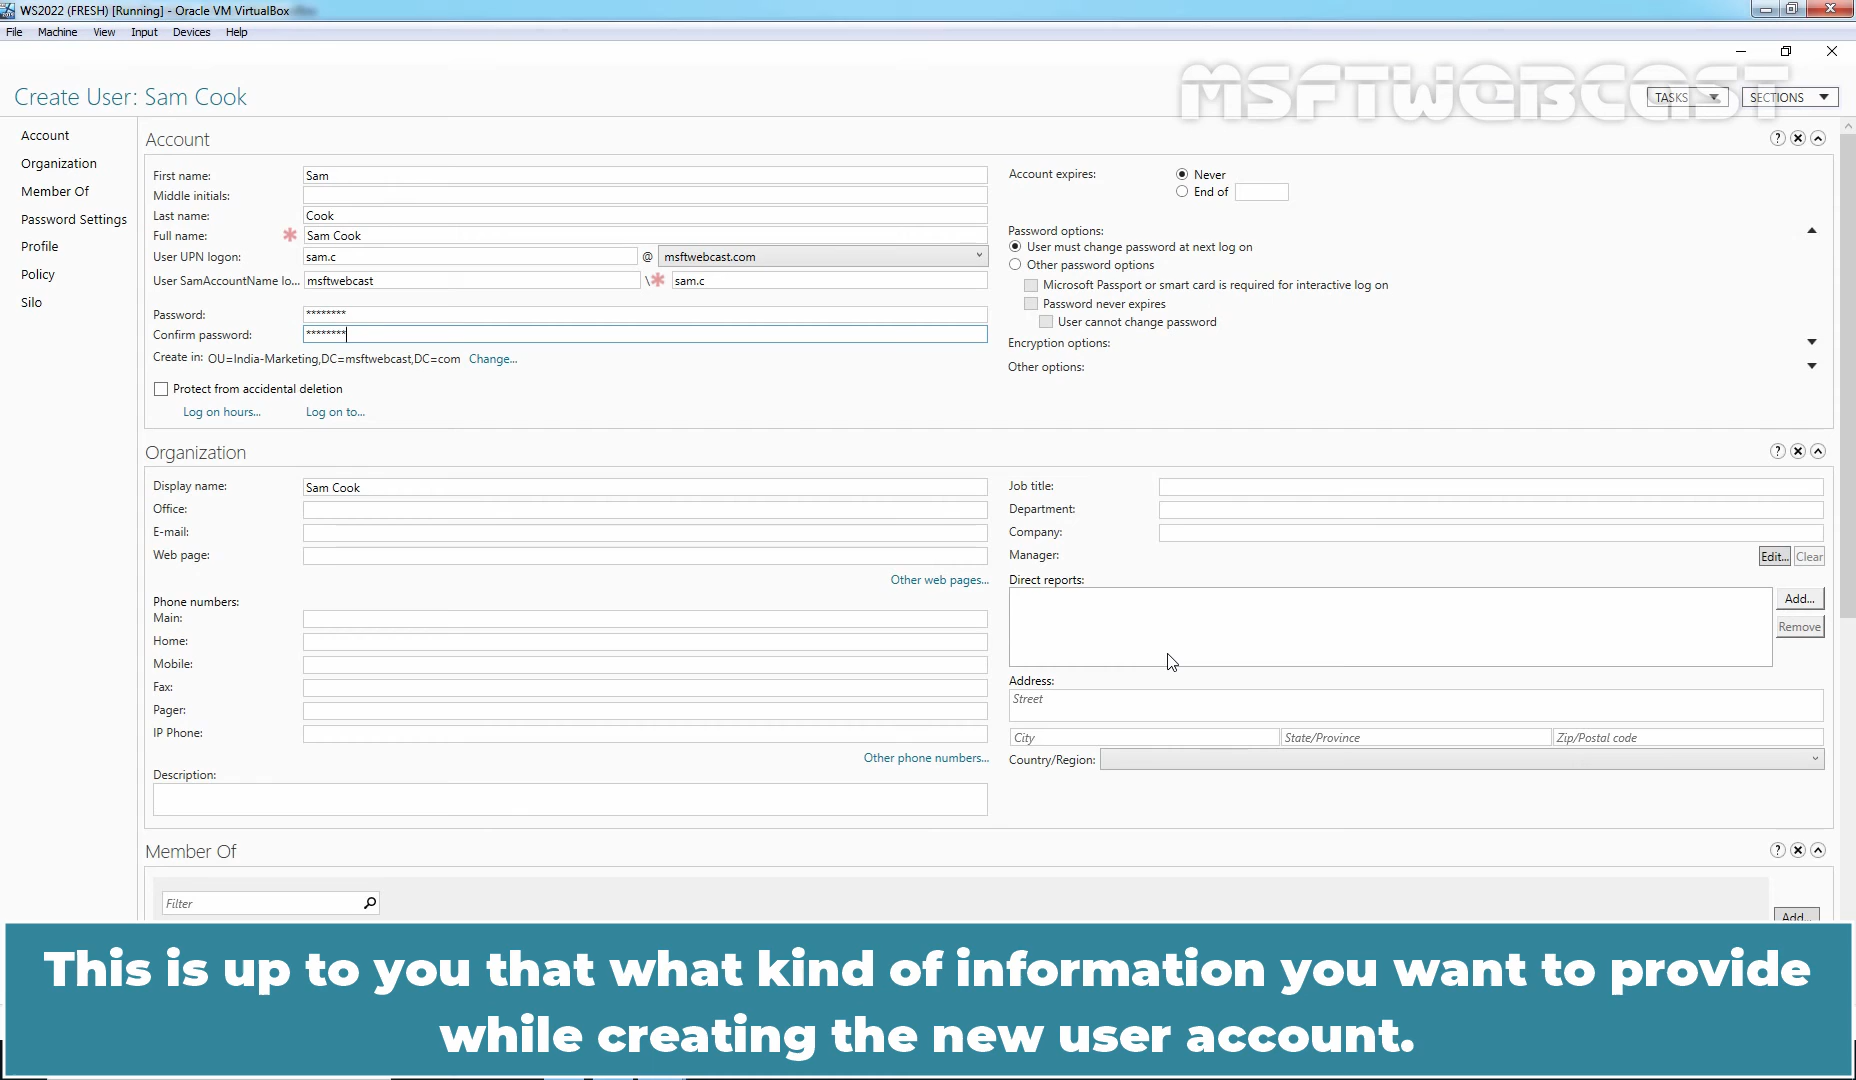 WS2022 (FRESH) [Running] - Oracle VM VirtualBox
File Machine View Input Devices Help
MSFTWEBCAST
Create User: Sam Cook
TASKS
SECTIONS
Account
Organization
Member Of
Password Settings
Profile
Policy
Silo
Account
First name: Sam
Middle initials:
Last name: Cook
Full name: * Sam Cook
User UPN logon: sam.c @ msftwebcast.com
User SamAccountName lo... msftwebcast \* sam.c
Password: ********
Confirm password: ********
Create in: OU=India-Marketing,DC=msftwebcast,DC=com Change...
Protect from accidental deletion
Log on hours... Log on to...
Account expires: Never
End of
Password options:
User must change password at next log on
Other password options
Microsoft Passport or smart card is required for interactive log on
Password never expires
User cannot change password
Encryption options:
Other options:
Organization
Display name: Sam Cook
Office:
E-mail:
Web page:
Other web pages...
Phone numbers:
Main:
Home:
Mobile:
Fax:
Pager:
IP Phone:
Other phone numbers...
Description:
Job title:
Department:
Company:
Manager: Edit... Clear
Direct reports:
Add...
Remove
Address:
Street
City State/Province Zip/Postal code
Country/Region:
Member Of
Filter
Add...
This is up to you that what kind of information you want to provide
while creating the new user account.